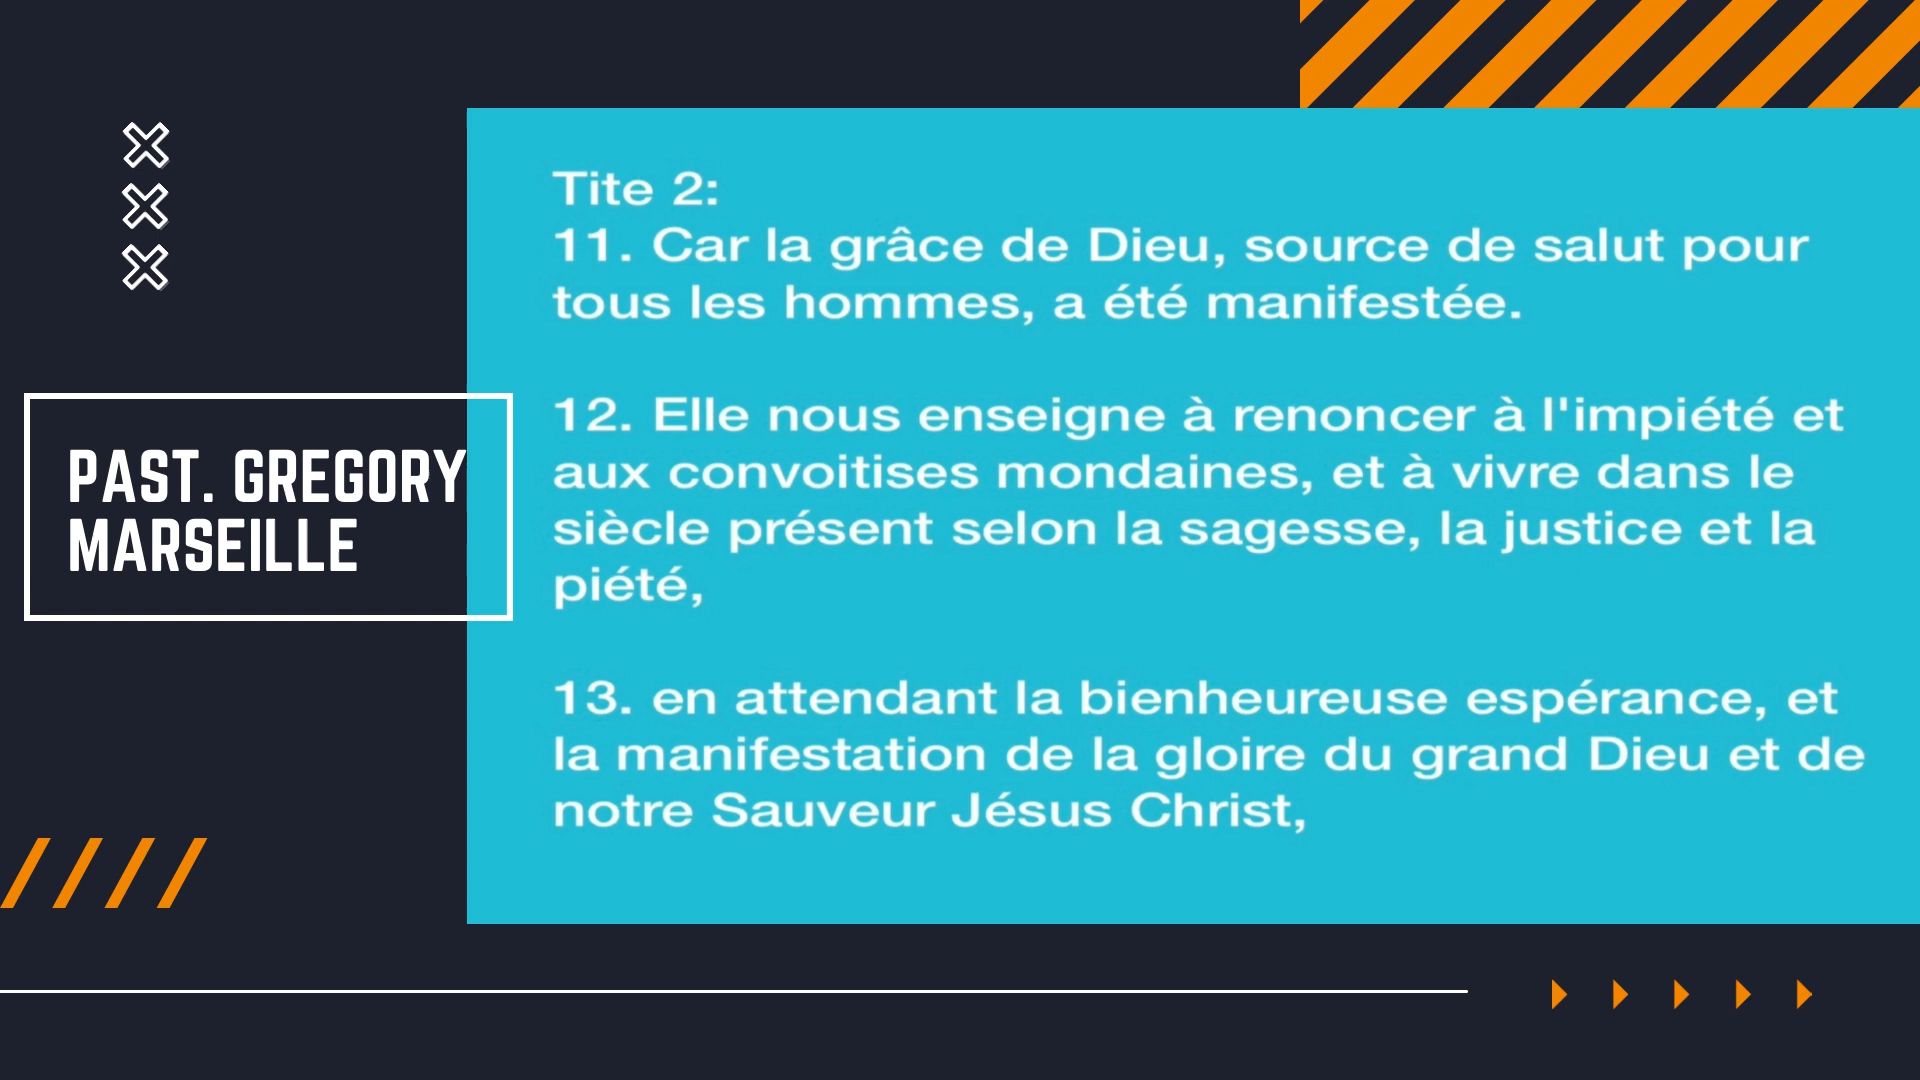 PAST. GREGORY
MARSEILLE
Tite 2:
11. Car la grâce de Dieu, source de salut pour
tous les hommes, a été manifestée.
12. Elle nous enseigne à renoncer à l'impiété et
aux convoitises mondaines, et à vivre dans le
siècle présent selon la sagesse, la justice et la
piété,
13. en attendant la bienheureuse espérance, et
la manifestation de la gloire du grand Dieu et de
notre Sauveur Jésus Christ,